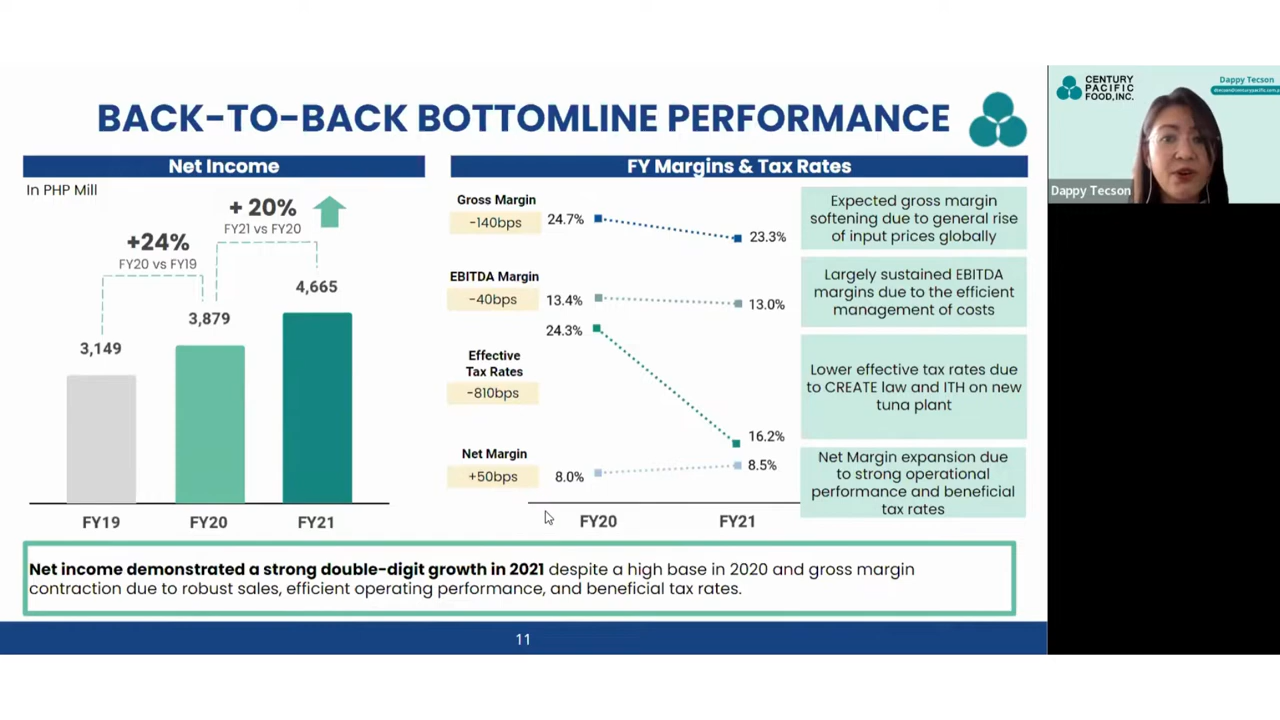 BACK-TO-BACK BOTTOMLINE PERFORMANCE
Net Income
In PHP Mill
+ 20%
FY21 vs FY20
+24%
FY20 vs FY19
3,149
3,879
4,665
FY19
FY20
FY21
FY Margins & Tax Rates
Gross Margin
-140bps
24.7%
23.3%
Expected gross margin
softening due to general rise
of input prices globally
EBITDA Margin
-40bps
13.4%
13.0%
Largely sustained EBITDA
margins due to the efficient
management of costs
Effective
Tax Rates
-810bps
24.3%
16.2%
Lower effective tax rates due
to CREATE law and ITH on new
tuna plant
Net Margin
+50bps
8.0%
8.5%
Net Margin expansion due
to strong operational
performance and beneficial
tax rates
FY20
FY21
Net income demonstrated a strong double-digit growth in 2021 despite a high base in 2020 and gross margin
contraction due to robust sales, efficient operating performance, and beneficial tax rates.
11
CENTURY
PACIFIC
FOOD, INC.
Dappy Tecson
Dappy Tecson